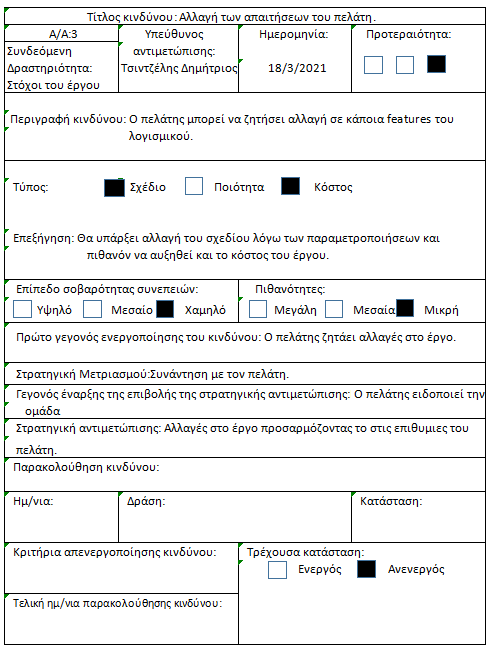 Τίτλος κινδύνου: Αλλαγή των απαιτήσεων του πελάτη.
Α/Α:3
Συνδεόμενη
Δραστηριότητα:
Στόχοι του έργου
Υπεύθυνος
αντιμετώπισης:
Τσιντζέλης Δημήτριος
Ημερομηνία:
18/3/2021
Προτεραιότητα:
Περιγραφή κινδύνου: Ο πελάτης μπορεί να ζητήσει αλλαγή σε κάποια features του
λογισμικού.
Τύπος: Σχέδιο Ποιότητα Κόστος
Επεξήγηση: Θα υπάρξει αλλαγή του σχεδίου λόγω των παραμετροποιήσεων και
πιθανόν να αυξηθεί και το κόστος του έργου.
Επίπεδο σοβαρότητας συνεπειών:
Υψηλό Μεσαίο Χαμηλό
Πιθανότητες:
Μεγάλη Μεσαία Μικρή
Πρώτο γεγονός ενεργοποίησης του κινδύνου: Ο πελάτης ζητάει αλλαγές στο έργο.
Στρατηγική Μετριασμού:Συνάντηση με τον πελάτη.
Γεγονός έναρξης της επιβολής της στρατηγικής αντιμετώπισης: Ο πελάτης ειδοποιεί την
ομάδα
Στρατηγική αντιμετώπισης: Αλλαγές στο έργο προσαρμόζοντας το στις επιθυμιες του
πελάτη.
Παρακολούθηση κινδύνου:
Ημ/νια: Δράση: Κατάσταση:
Κριτήρια απενεργοποίησης κινδύνου:
Τελική ημ/νια παρακολούθησης κινδύνου:
Τρέχουσα κατάσταση:
Ενεργός Ανενεργός